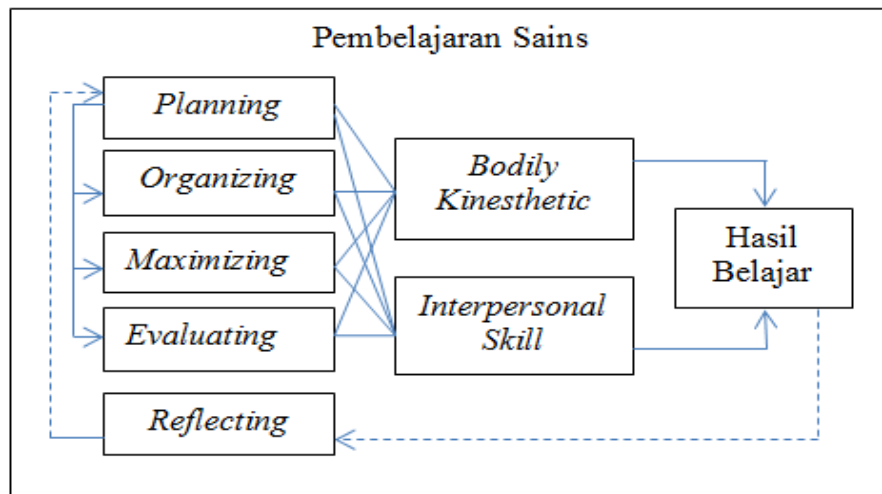 Pembelajaran Sains
Planning
Organizing
Maximizing
Evaluating
Reflecting
Bodily
Kinesthetic
Interpersonal
Skill
Hasil
Belajar